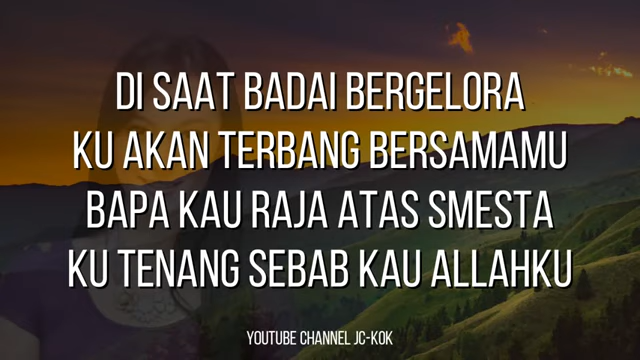 DI SAAT BADAI BERGELORA
KU AKAN TERBANG BERSAMAMU
BAPA KAU RAJA ATAS SMESTA
KU TENANG SEBAB KAU ALLAHKU
YOUTUBE CHANNEL JC-KOK